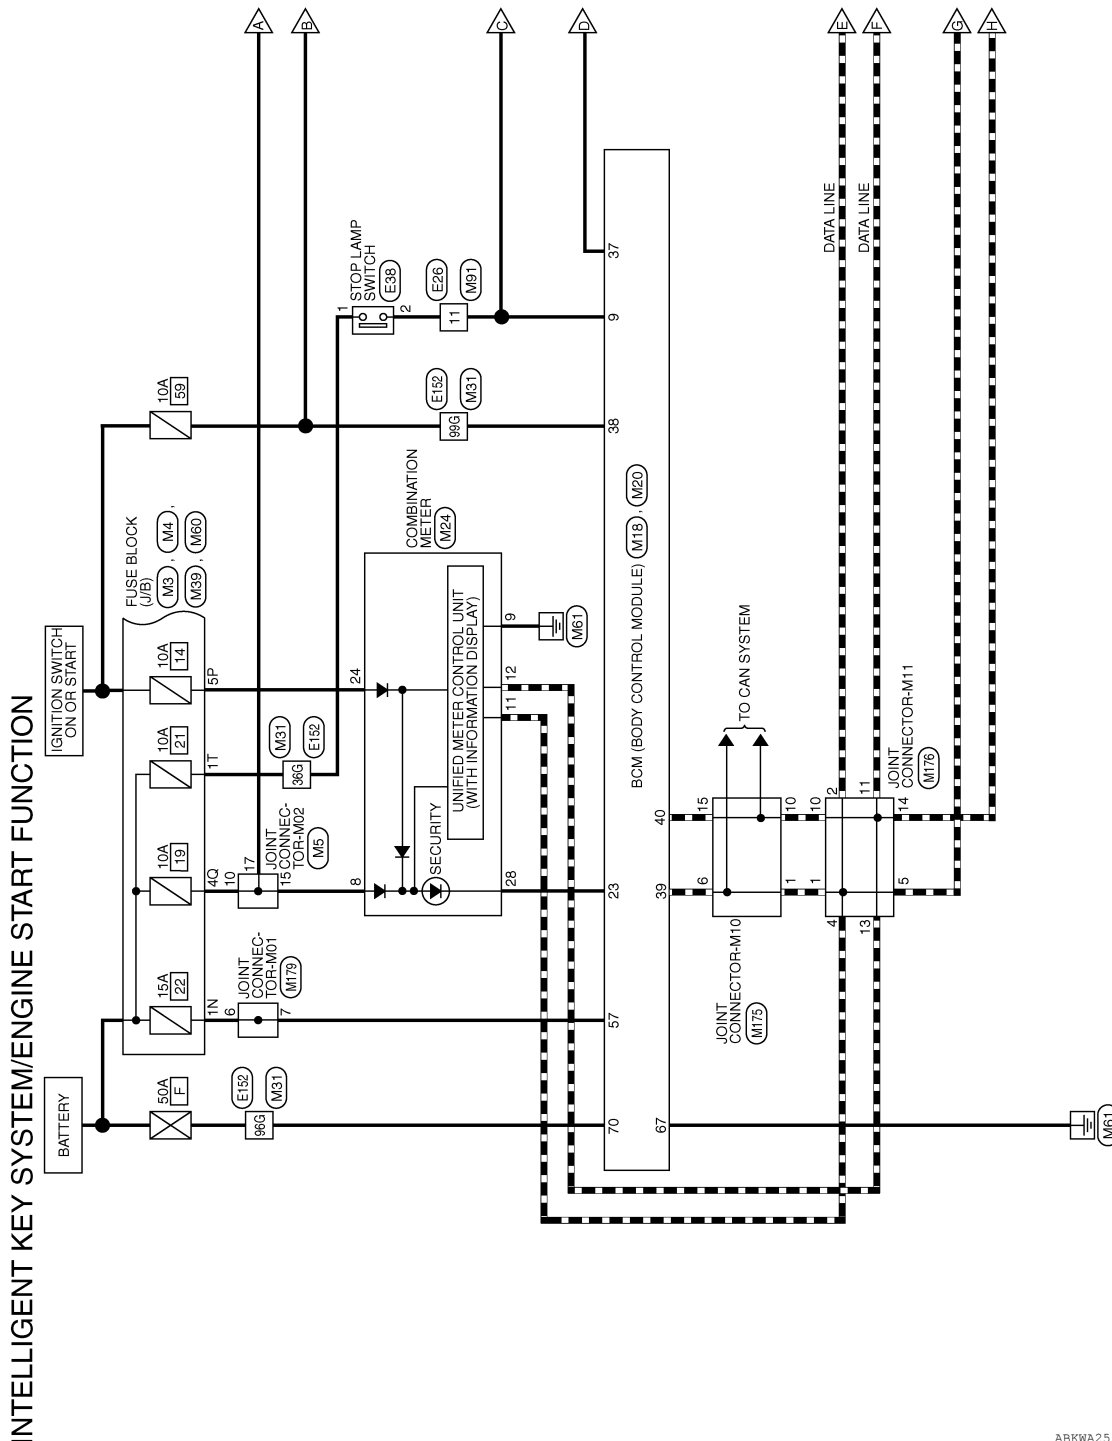 INTELLIGENT KEY SYSTEM/ENGINE START FUNCTION
BATTERY
IGNITION SWITCH
ON OR START
50A
F
15A
22
10A
19
10A
21
10A
14
10A
59
FUSE BLOCK
(J/B)
M3 , M4 ,
M39 , M60
1N
4Q
1T
5P
E152
96G
M31
6
JOINT
CONNEC-
TOR-M01
M179
7
10
17
JOINT
CONNEC-
TOR-M02
M5
15
M31
36G
E152
A
B
C
D
E
F
G
H
1
STOP LAMP
SWITCH
E38
2
E26
11
M91
E152
99G
M31
8
24
COMBINATION
METER
M24
SECURITY
UNIFIED METER CONTROL UNIT
(WITH INFORMATION DISPLAY)
28
11
12
9
M61
70
57
23
38
9
37
BCM (BODY CONTROL MODULE) M18 , M20
67
39
40
6
15
TO CAN SYSTEM
JOINT
CONNECTOR-M10
M175
1
10
1
10
2
11
4
13
5
14
JOINT
CONNECTOR-M11
M176
DATA LINE
DATA LINE
M61
ABKWA25